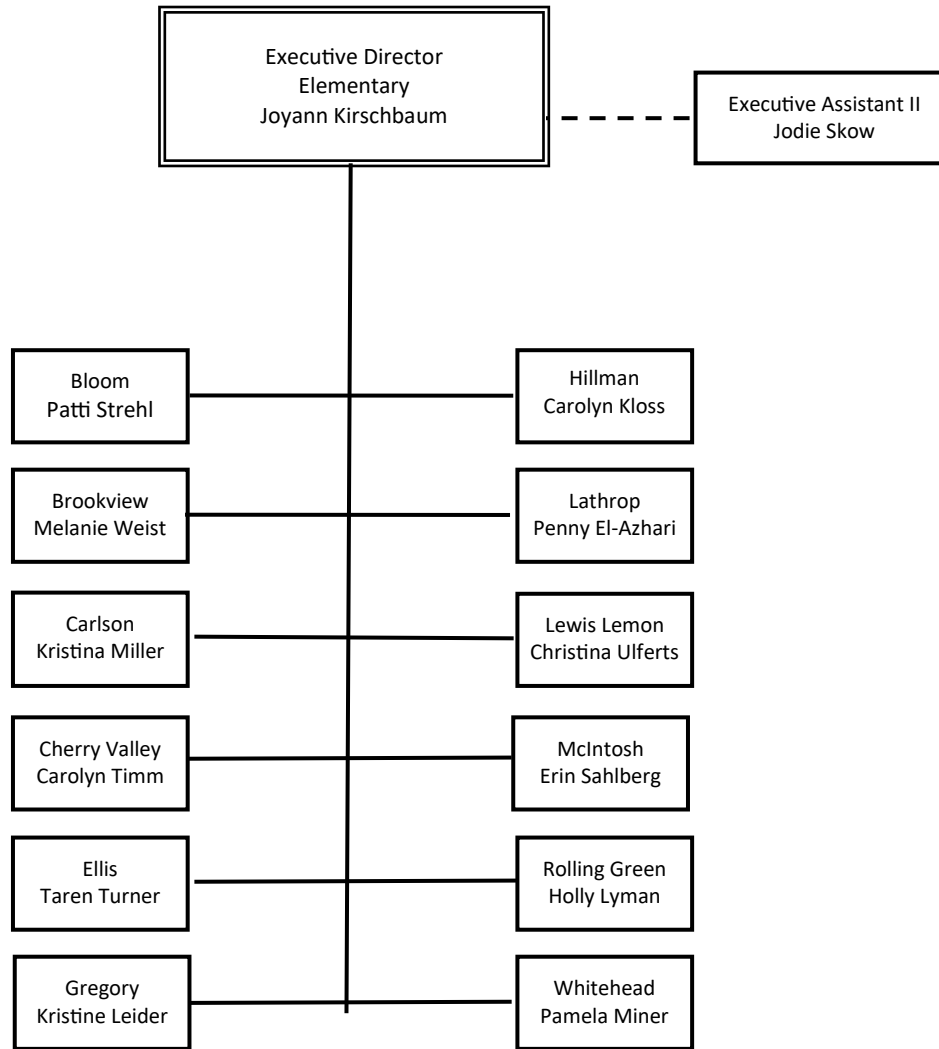 Executive Director
Elementary
Joyann Kirschbaum
Executive Assistant II
Jodie Skow
Bloom
Patti Strehl
Hillman
Carolyn Kloss
Brookview
Melanie Weist
Lathrop
Penny El-Azhari
Carlson
Kristina Miller
Lewis Lemon
Christina Ulferts
Cherry Valley
Carolyn Timm
McIntosh
Erin Sahlberg
Ellis
Taren Turner
Rolling Green
Holly Lyman
Gregory
Kristine Leider
Whitehead
Pamela Miner